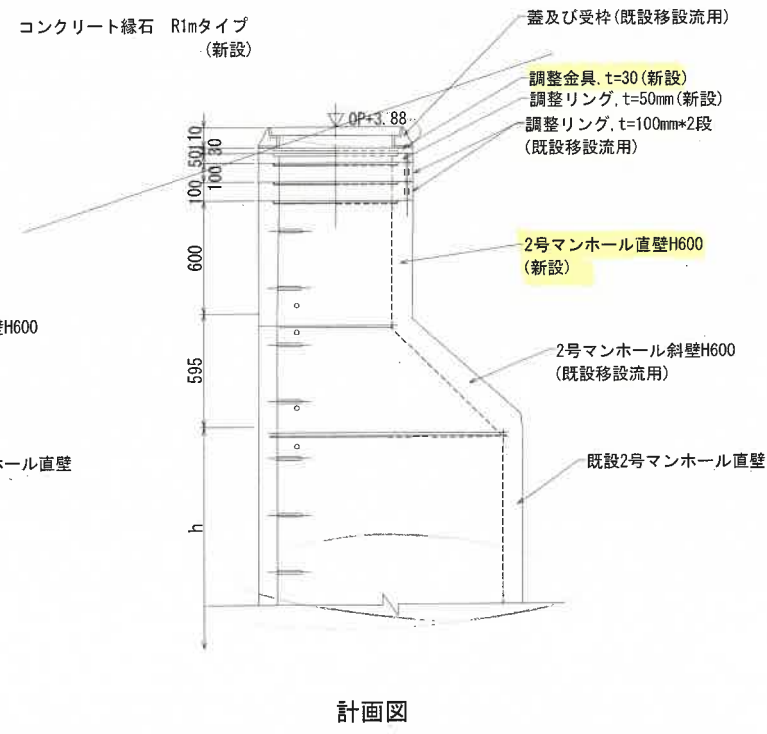 コンクリート縁石 R1mタイプ
(新設)
蓋及び受枠(既設移設流用)
調整金具, t=30(新設)
調整リング, t=50mm(新設)
調整リング, t=100mm*2段
(既設移設流用)
OP+3.88
110
30
50
100
100
600
2号マンホール直壁H600
(新設)
壁H600
595
2号マンホール斜壁H600
(既設移設流用)
ホール直壁
既設2号マンホール直壁
h
計画図